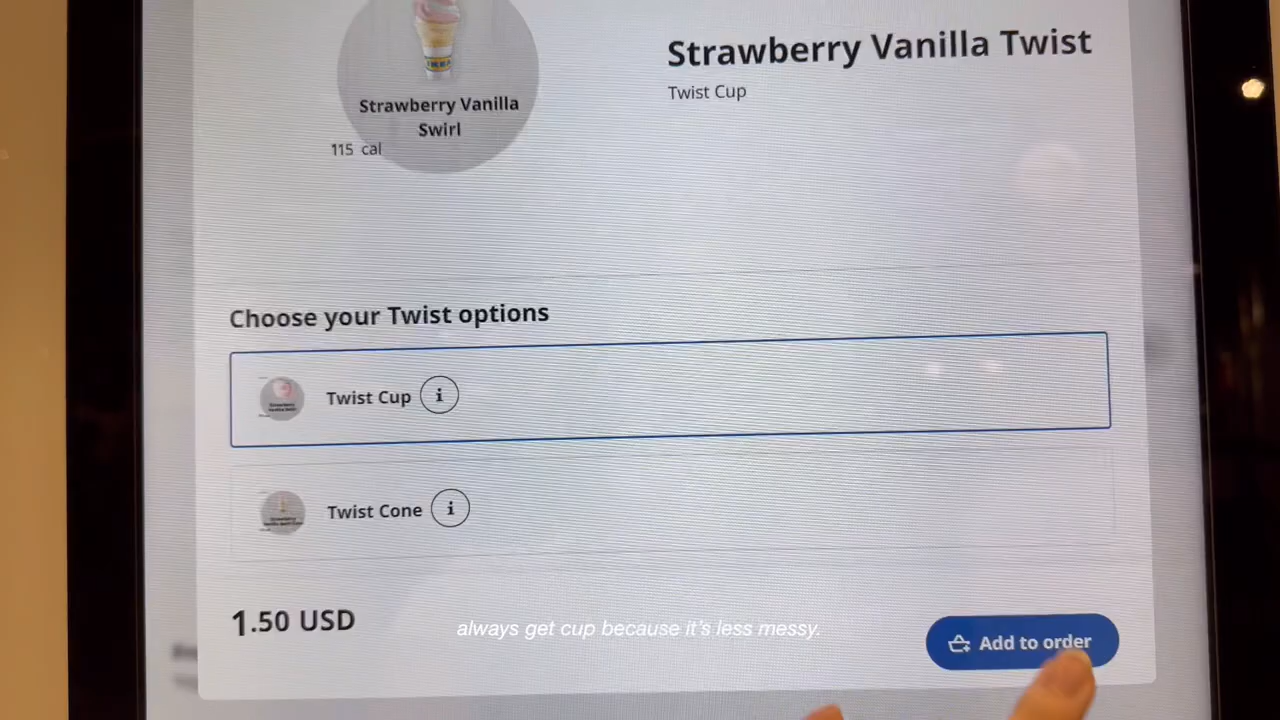 IKEA
Strawberry Vanilla
Swirl
115 cal
Strawberry Vanilla Twist
Twist Cup
Choose your Twist options
Twist Cup i
Twist Cone i
1.50 USD
always get cup because it's less messy.
Add to order